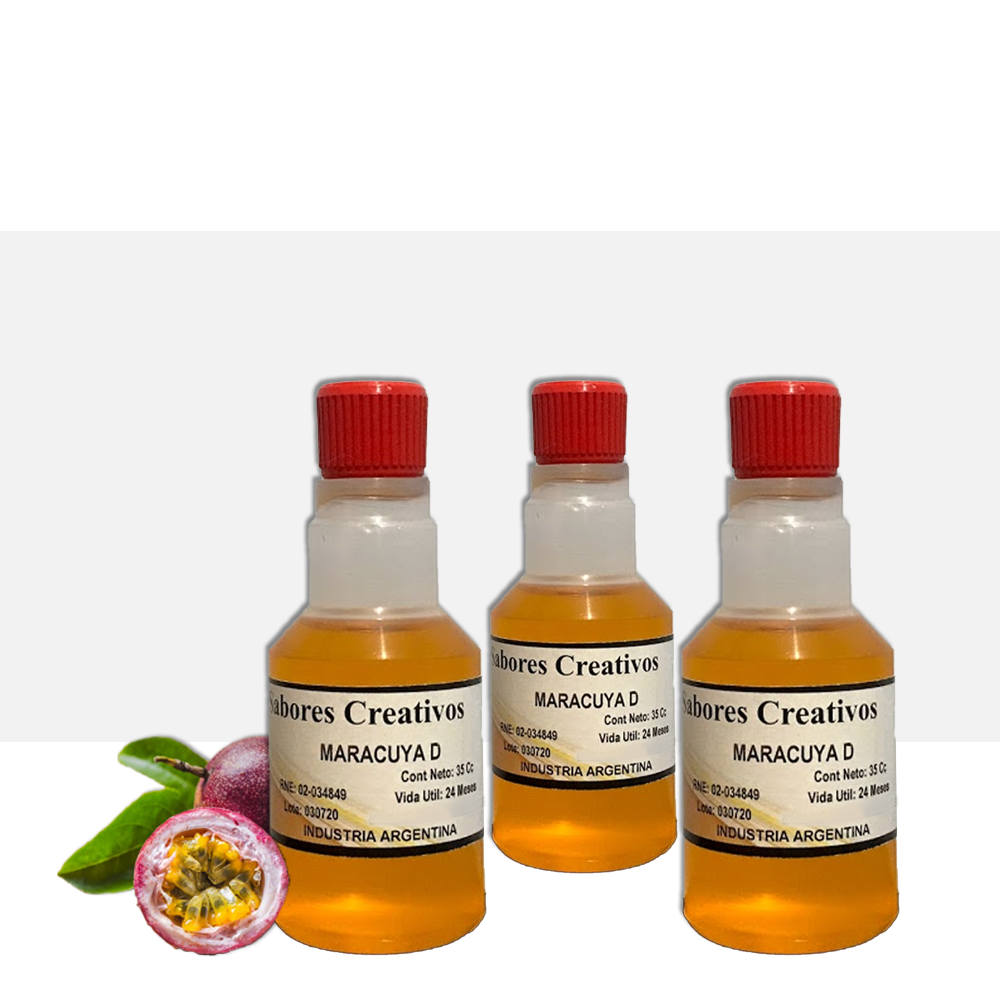 Sabores Creativos
MARACUYA D
Cont Neto: 35 Cc
RNE: 02-034849
Vida Util: 24 Meses
Lote: 030720
INDUSTRIA ARGENTINA
Sabores Creativos
MARACUYA D
Cont Neto: 35 Cc
RNE: 02-034849
Vida Util: 24 Meses
Lote: 030720
INDUSTRIA ARGENTINA
Sabores Creativos
MARACUYA D
Cont Neto: 35 Cc
RNE: 02-034849
Vida Util: 24 Meses
Lote: 030720
INDUSTRIA ARGENTINA